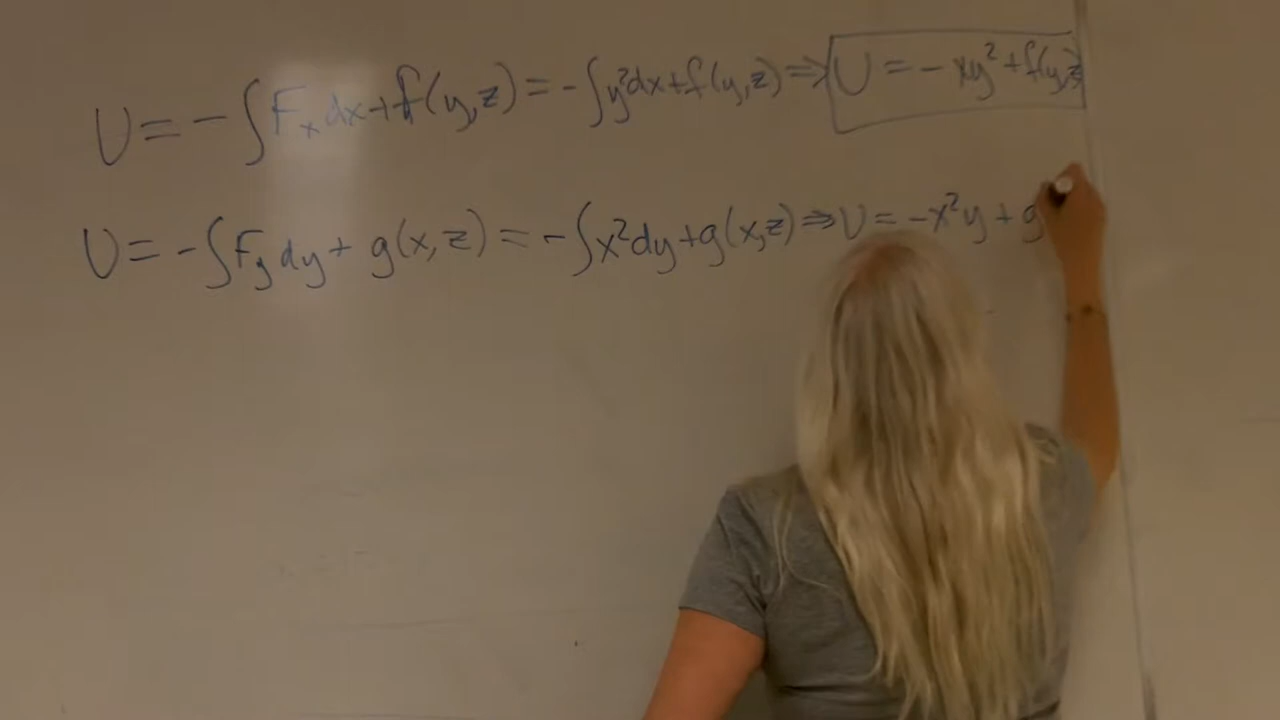 U = - ∫ Fx dx + f(y,z) = - ∫ y²dx + f(y,z) ⇒ U = - xy² + f(y,z)
U = - ∫ Fy dy + g(x,z) = - ∫ x²dy + g(x,z) ⇒ U = -x²y + g